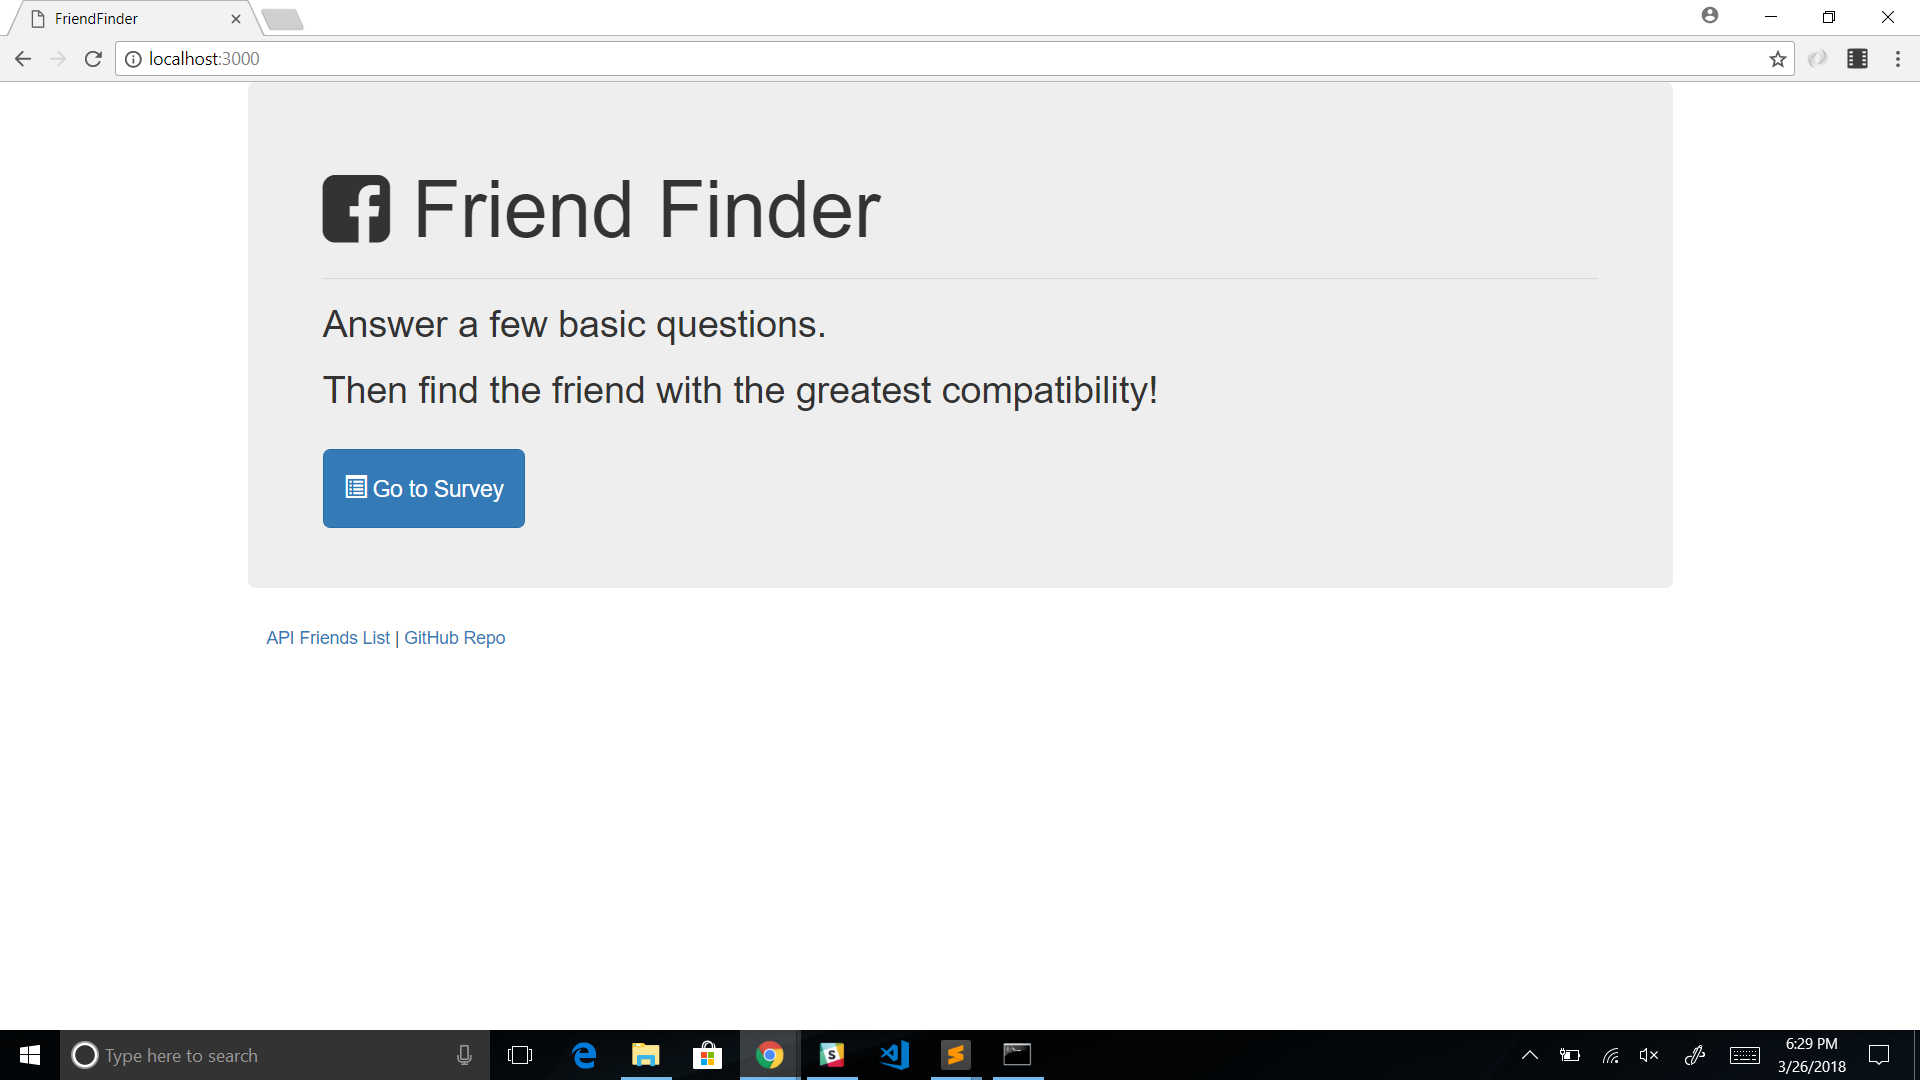 FriendFinder
localhost:3000
Friend Finder
Answer a few basic questions.
Then find the friend with the greatest compatibility!
Go to Survey
API Friends List | GitHub Repo
Type here to search
6:29 PM
3/26/2018